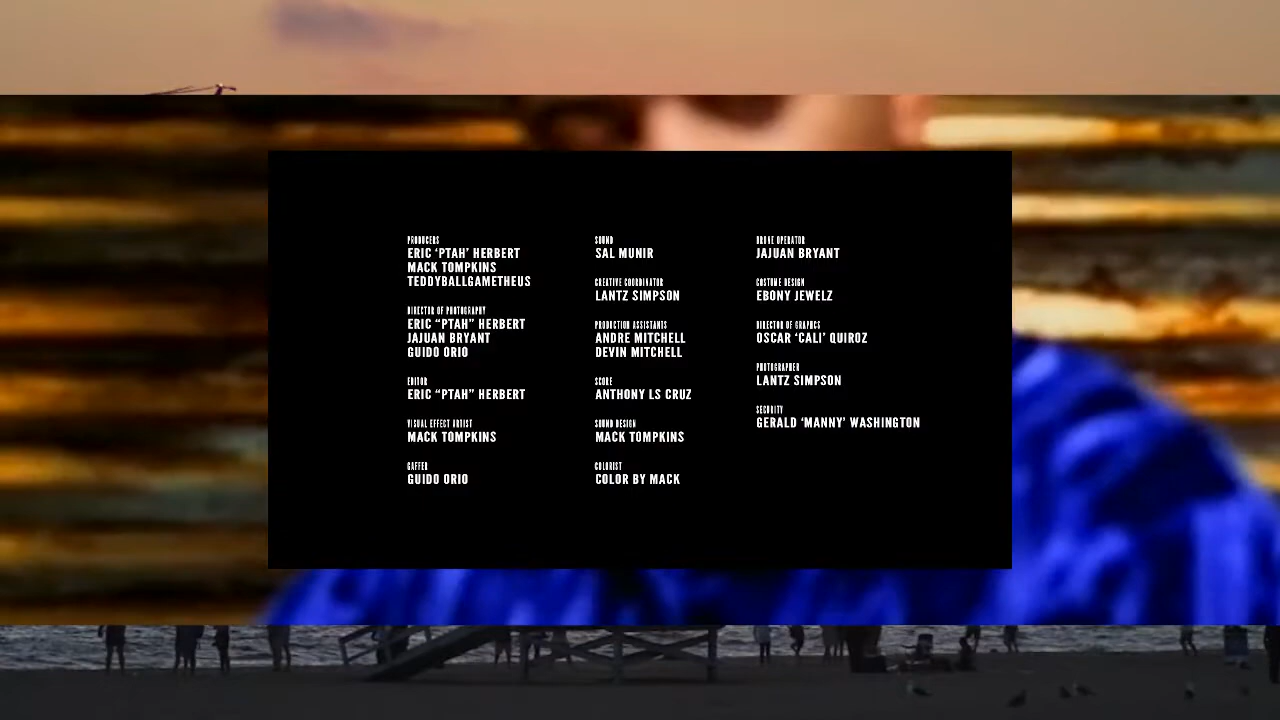 PRODUCERS
ERIC ‘PTAH’ HERBERT
MACK TOMPKINS
TEDDYBALLGAMETHEUS
DIRECTOR OF PHOTOGRAPHY
ERIC “PTAH” HERBERT
JAJUAN BRYANT
GUIDO ORIO
EDITOR
ERIC “PTAH” HERBERT
VISUAL EFFECT ARTIST
MACK TOMPKINS
GAFFER
GUIDO ORIO
SOUND
SAL MUNIR
CREATIVE COORDINATOR
LANTZ SIMPSON
PRODUCTION ASSISTANTS
ANDRE MITCHELL
DEVIN MITCHELL
SCORE
ANTHONY LS CRUZ
SOUND DESIGN
MACK TOMPKINS
COLORIST
COLOR BY MACK
DRONE OPERATOR
JAJUAN BRYANT
COSTUME DESIGN
EBONY JEWELZ
DIRECTOR OF GRAPHCS
OSCAR ‘CALI’ QUIROZ
PHOTOGRAPHER
LANTZ SIMPSON
SECURITY
GERALD ‘MANNY’ WASHINGTON